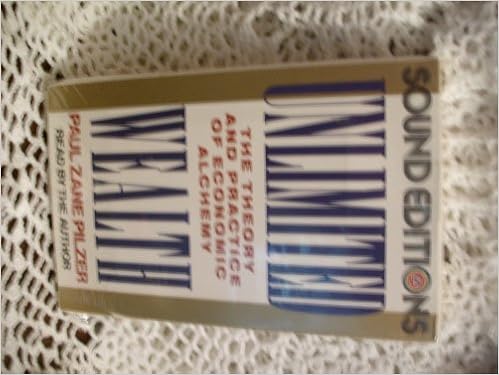 SOUND EDITIONS
UNLIMITED
THE THEORY
AND PRACTICE
OF ECONOMIC
ALCHEMY
WEALTH
PAUL ZANE PILZER
READ BY THE AUTHOR